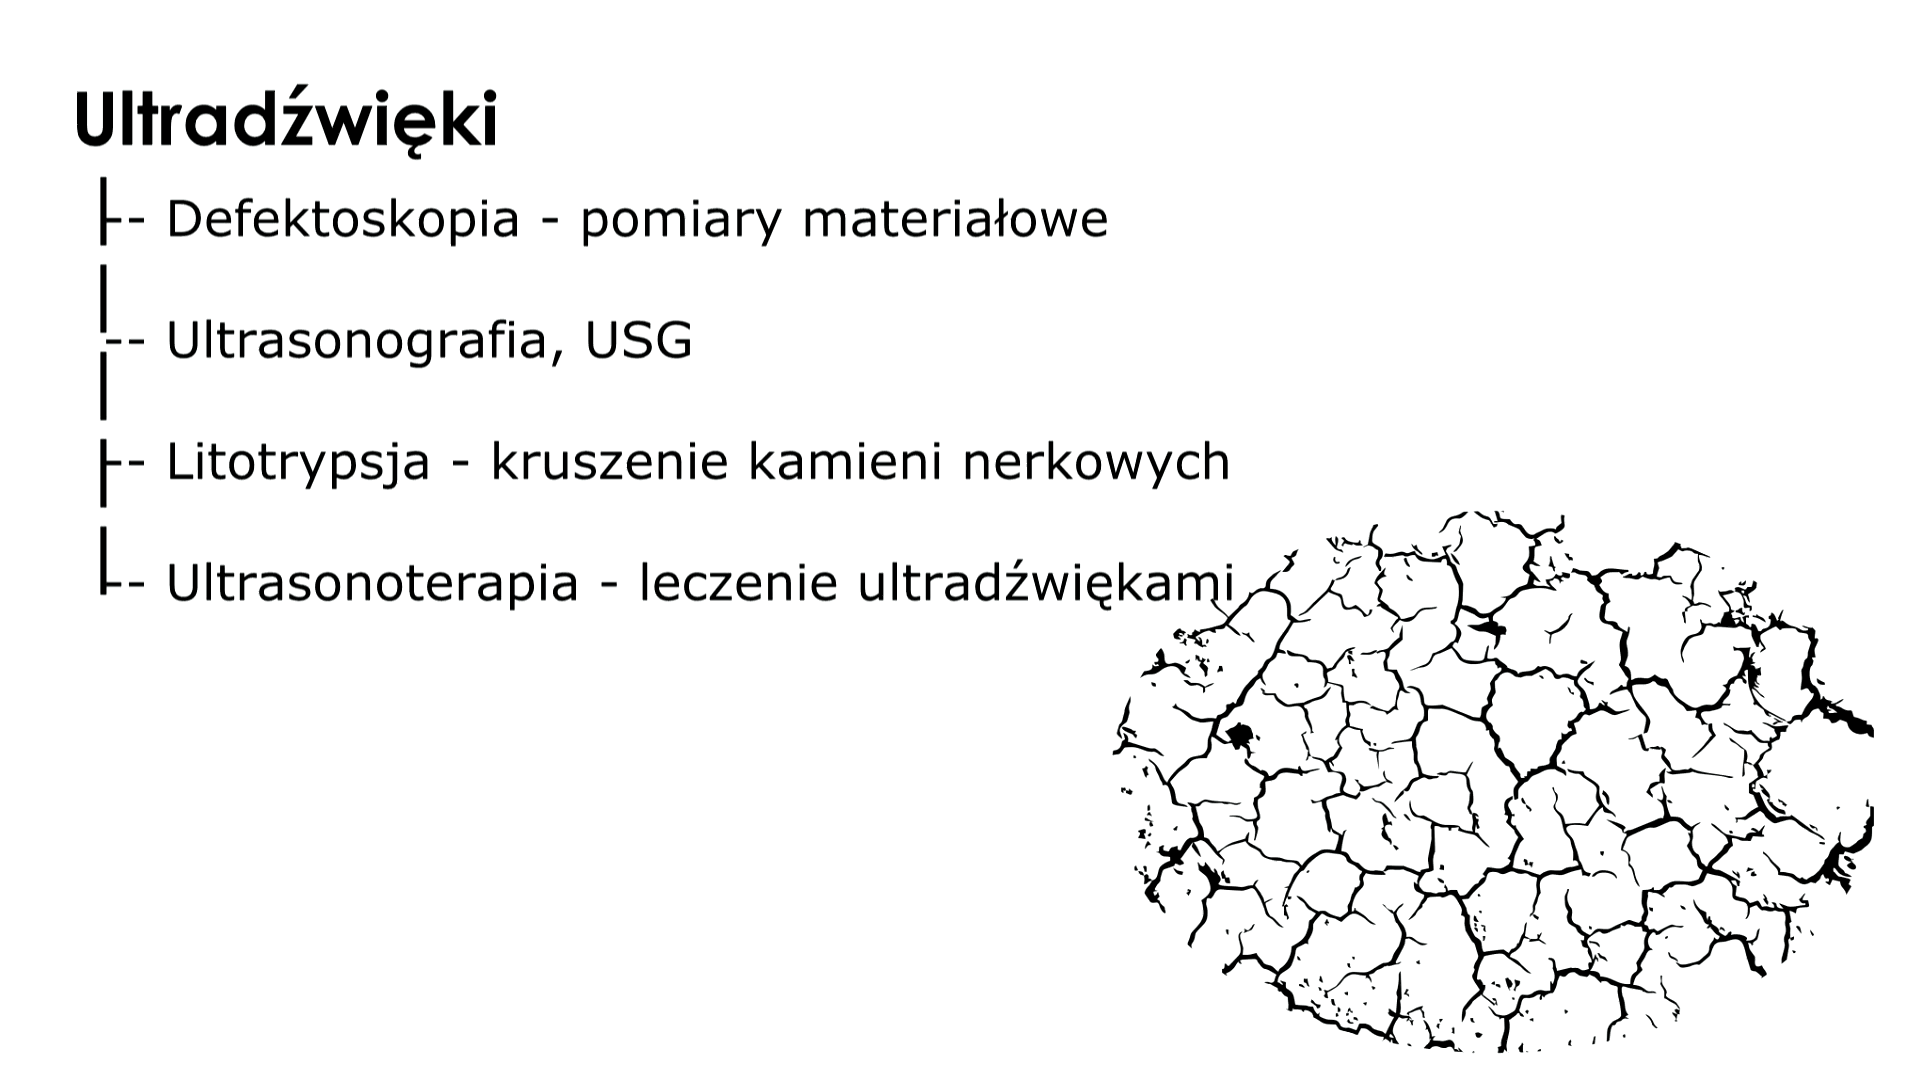 Ultradźwięki
├-- Defektoskopia - pomiary materiałowe
│
-- Ultrasonografia, USG
│
├-- Litotrypsja - kruszenie kamieni nerkowych
└-- Ultrasonoterapia - leczenie ultradźwiękami